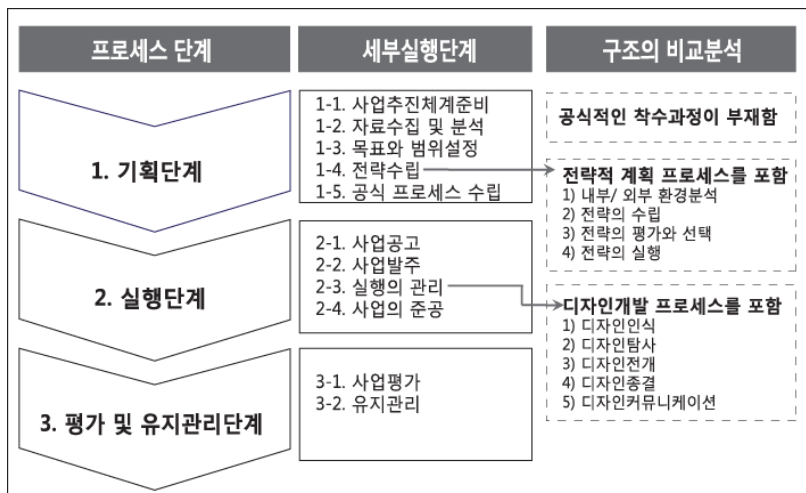 프로세스 단계
세부실행단계
구조의 비교분석
1. 기획단계
1-1. 사업추진체계준비
1-2. 자료수집 및 분석
1-3. 목표와 범위설정
1-4. 전략수립
1-5. 공식 프로세스 수립
공식적인 착수과정이 부재함
전략적 계획 프로세스를 포함
1) 내부/ 외부 환경분석
2) 전략의 수립
3) 전략의 평가와 선택
4) 전략의 실행
2. 실행단계
2-1. 사업공고
2-2. 사업발주
2-3. 실행의 관리
2-4. 사업의 준공
디자인개발 프로세스를 포함
1) 디자인인식
2) 디자인탐사
3) 디자인전개
4) 디자인종결
5) 디자인커뮤니케이션
3. 평가 및 유지관리단계
3-1. 사업평가
3-2. 유지관리